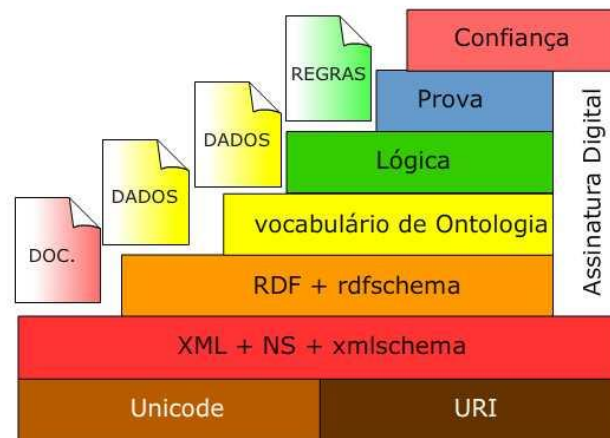 Confiança
REGRAS
Prova
DADOS
Lógica
DADOS
vocabulário de Ontologia
DOC.
RDF + rdfschema
Assinatura Digital
XML + NS + xmlschema
Unicode
URI